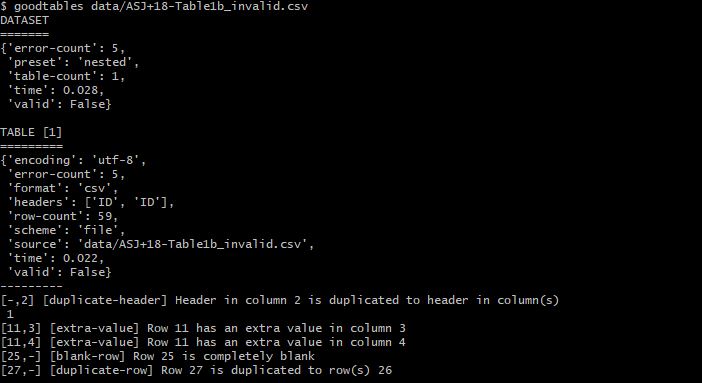 $ goodtables data/ASJ+18-Table1b_invalid.csv
DATASET
=======
{'error-count': 5,
 'preset': 'nested',
 'table-count': 1,
 'time': 0.028,
 'valid': False}

TABLE [1]
=========
{'encoding': 'utf-8',
 'error-count': 5,
 'format': 'csv',
 'headers': ['ID', 'ID'],
 'row-count': 59,
 'scheme': 'file',
 'source': 'data/ASJ+18-Table1b_invalid.csv',
 'time': 0.022,
 'valid': False}
---------
[-,2] [duplicate-header] Header in column 2 is duplicated to header in column(s)
 1
[11,3] [extra-value] Row 11 has an extra value in column 3
[11,4] [extra-value] Row 11 has an extra value in column 4
[25,-] [blank-row] Row 25 is completely blank
[27,-] [duplicate-row] Row 27 is duplicated to row(s) 26